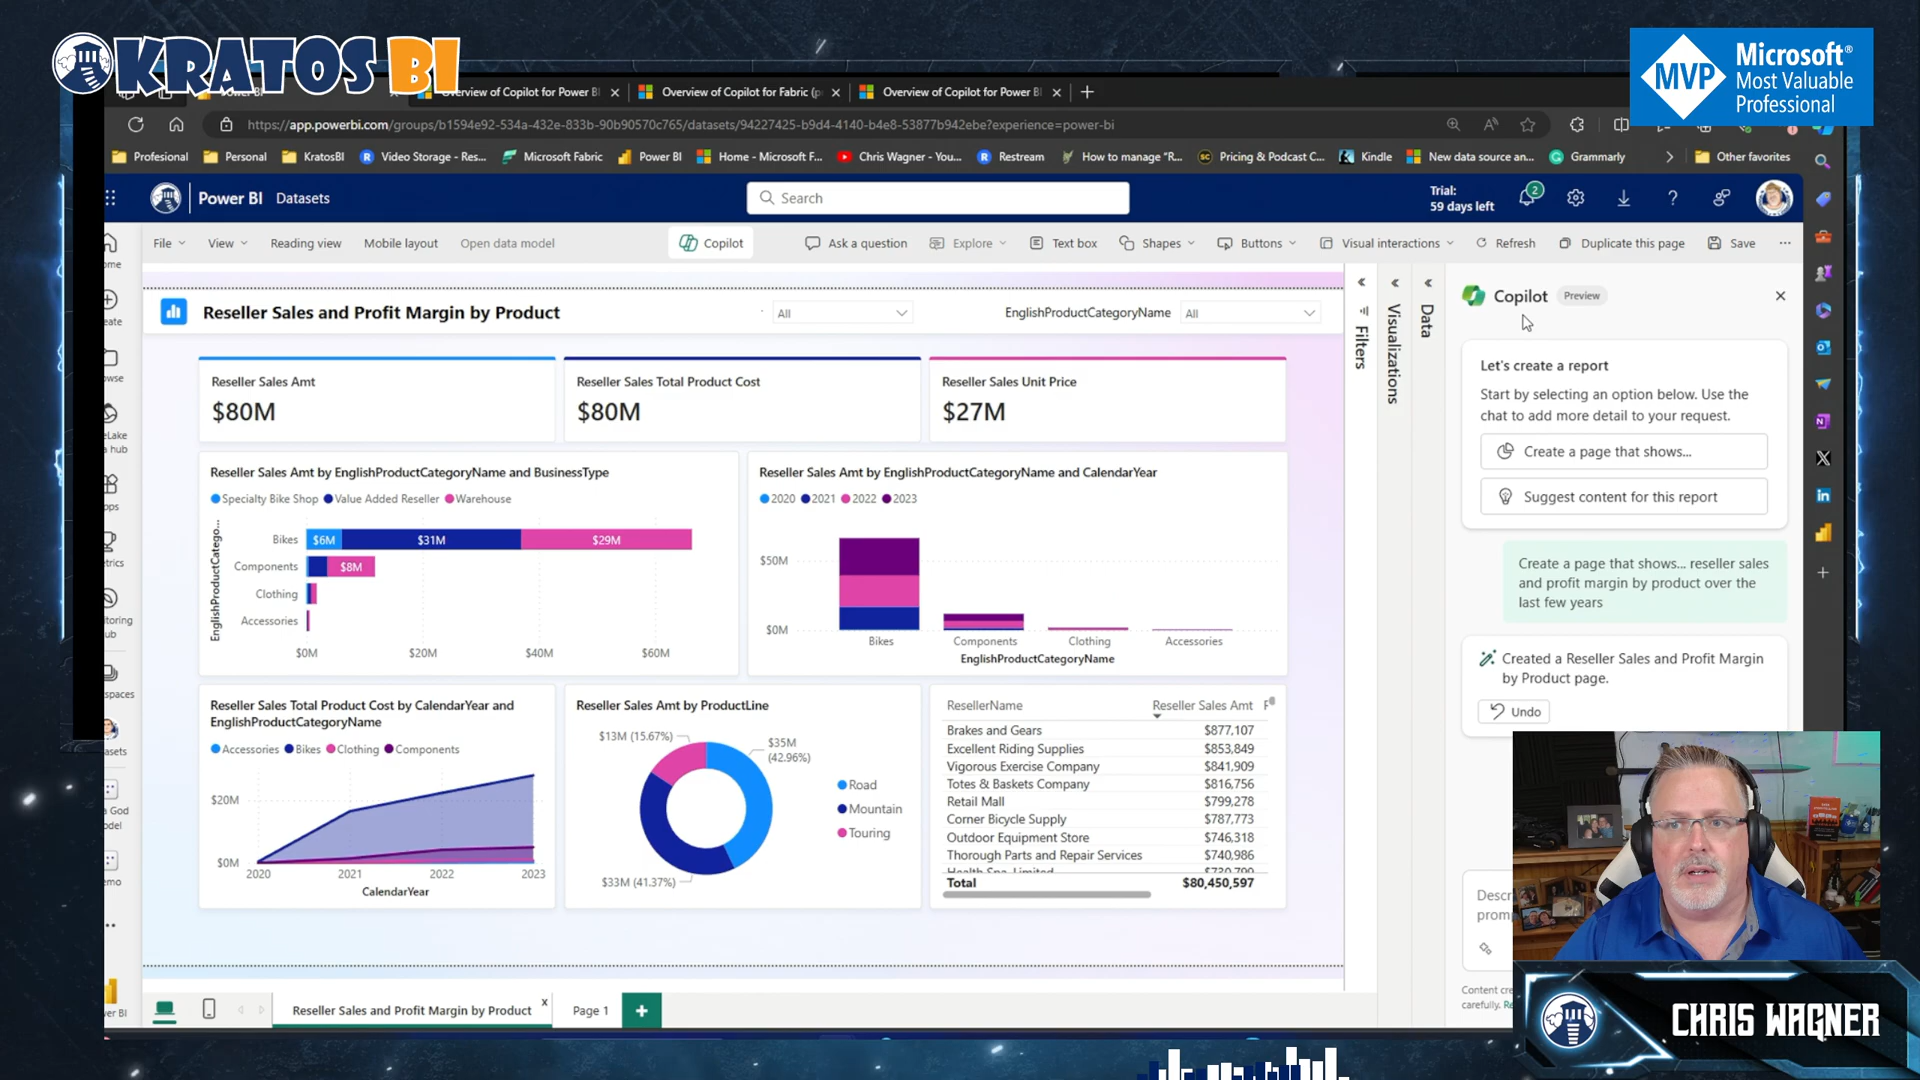 KRATOS BI
MVP
Microsoft®
Most Valuable
Professional
Overview of Copilot for Power BI
Overview of Copilot for Fabric (p
Overview of Copilot for Power BI
https://app.powerbi.com/groups/b1594e92-534a-432e-833b-90b90570c765/datasets/94227425-b9d4-4140-b4e8-53877b942ebe?experience=power-bi
Profesional
Personal
KratosBI
Video Storage - Res...
Microsoft Fabric
Power BI
Home - Microsoft F...
Chris Wagner - You...
Restream
How to manage "R...
Pricing & Podcast C...
Kindle
New data source an...
Grammarly
Other favorites
Power BI
Datasets
Search
Trial:
59 days left
2
File
View
Reading view
Mobile layout
Open data model
Copilot
Ask a question
Explore
Text box
Shapes
Buttons
Visual interactions
Refresh
Duplicate this page
Save
Reseller Sales and Profit Margin by Product
All
EnglishProductCategoryName
All
Reseller Sales Amt
$80M
Reseller Sales Total Product Cost
$80M
Reseller Sales Unit Price
$27M
Reseller Sales Amt by EnglishProductCategoryName and BusinessType
Specialty Bike Shop
Value Added Reseller
Warehouse
EnglishProductCatego...
Bikes
$6M
$31M
$29M
Components
$8M
Clothing
Accessories
$0M
$20M
$40M
$60M
Reseller Sales Amt by EnglishProductCategoryName and CalendarYear
2020
2021
2022
2023
$50M
$0M
Bikes
Components
Clothing
Accessories
EnglishProductCategoryName
Reseller Sales Total Product Cost by CalendarYear and
EnglishProductCategoryName
Accessories
Bikes
Clothing
Components
$20M
$0M
2020
2021
2022
2023
CalendarYear
Reseller Sales Amt by ProductLine
$13M (15.67%)
$35M
(42.96%)
$33M (41.37%)
Road
Mountain
Touring
ResellerName
Reseller Sales Amt
Brakes and Gears $877,107
Excellent Riding Supplies $853,849
Vigorous Exercise Company $841,909
Totes & Baskets Company $816,756
Retail Mall $799,278
Corner Bicycle Supply $787,773
Outdoor Equipment Store $746,318
Thorough Parts and Repair Services $740,986
Total $80,450,597
Filters
Visualizations
Data
Copilot
Preview
Let's create a report
Start by selecting an option below. Use the
chat to add more detail to your request.
Create a page that shows...
Suggest content for this report
Create a page that shows... reseller sales
and profit margin by product over the
last few years
Created a Reseller Sales and Profit Margin
by Product page.
Undo
Content cre
carefully.
Reseller Sales and Profit Margin by Product
Page 1
CHRIS WAGNER